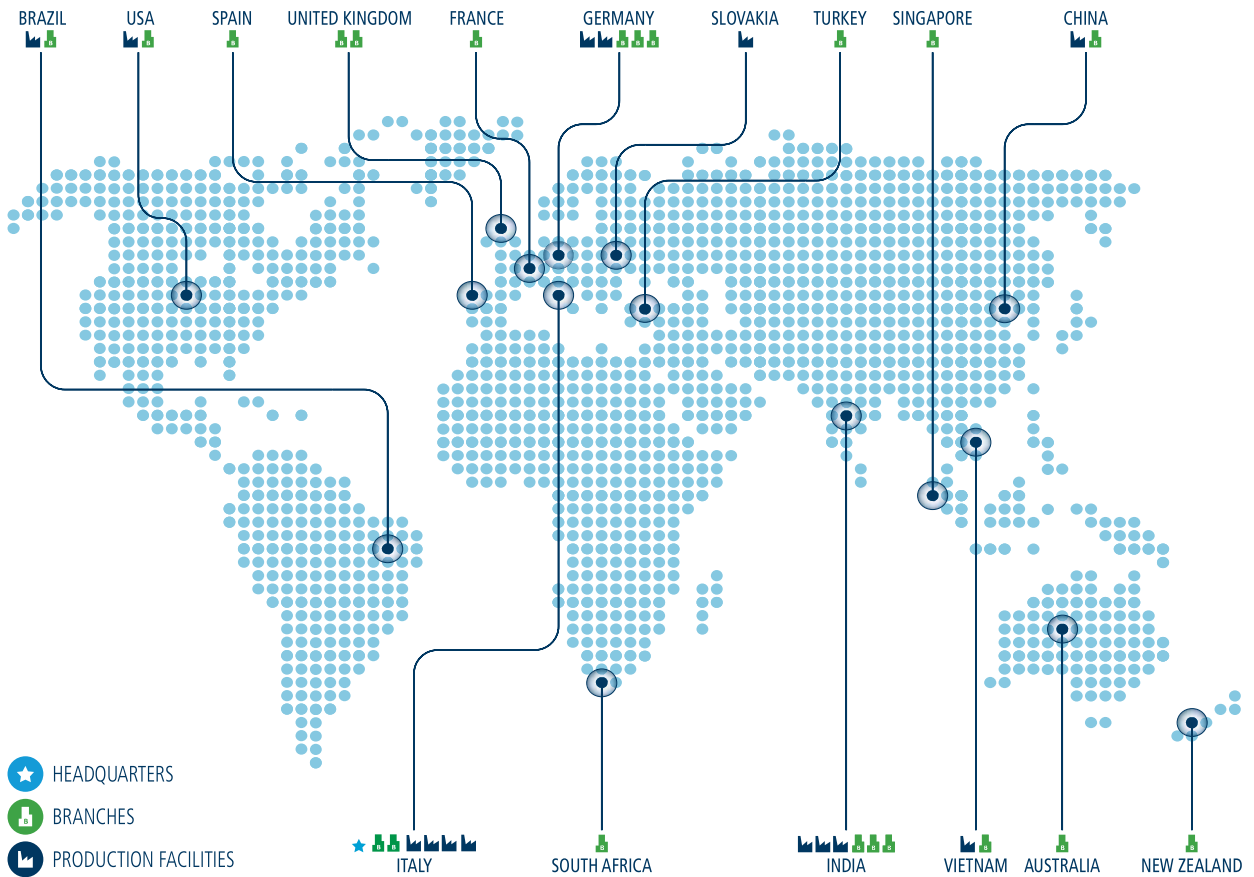 BRAZIL
USA
SPAIN
UNITED KINGDOM
FRANCE
GERMANY
SLOVAKIA
TURKEY
SINGAPORE
CHINA
HEADQUARTERS
B BRANCHES
PRODUCTION FACILITIES
ITALY
SOUTH AFRICA
INDIA
VIETNAM
AUSTRALIA
NEW ZEALAND